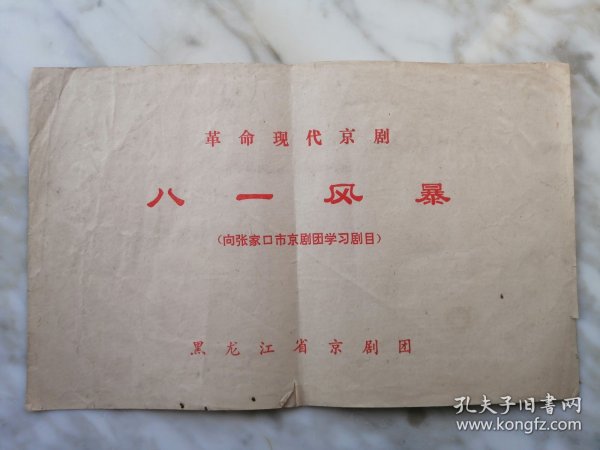 革命现代京剧
八一风暴
（向张家口市京剧团学习剧目）
黑龙江省京剧团
孔夫子旧书网
www.kongfz.com